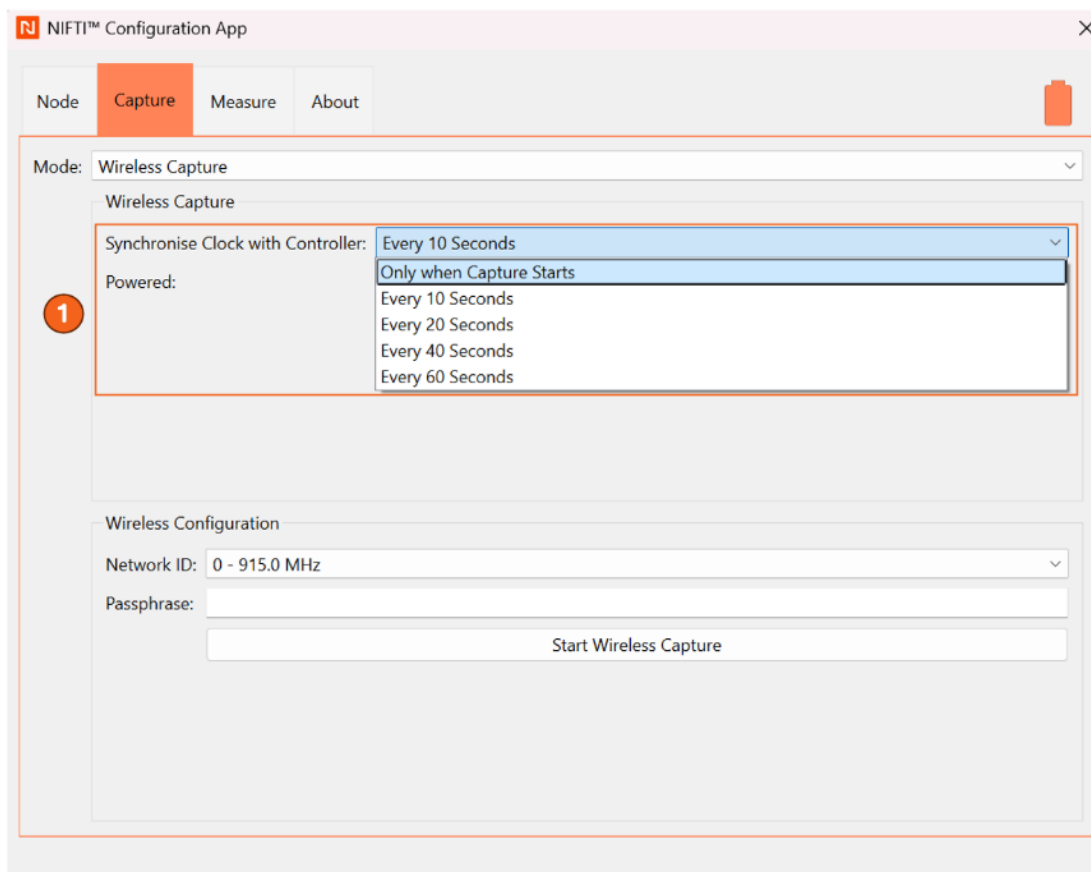 NIFTI™ Configuration App
Node Capture Measure About
Mode: Wireless Capture
Wireless Capture
Synchronise Clock with Controller: Every 10 Seconds
Powered: Only when Capture Starts
1 Every 10 Seconds
Every 20 Seconds
Every 40 Seconds
Every 60 Seconds
Wireless Configuration
Network ID: 0 - 915.0 MHz
Passphrase:
Start Wireless Capture